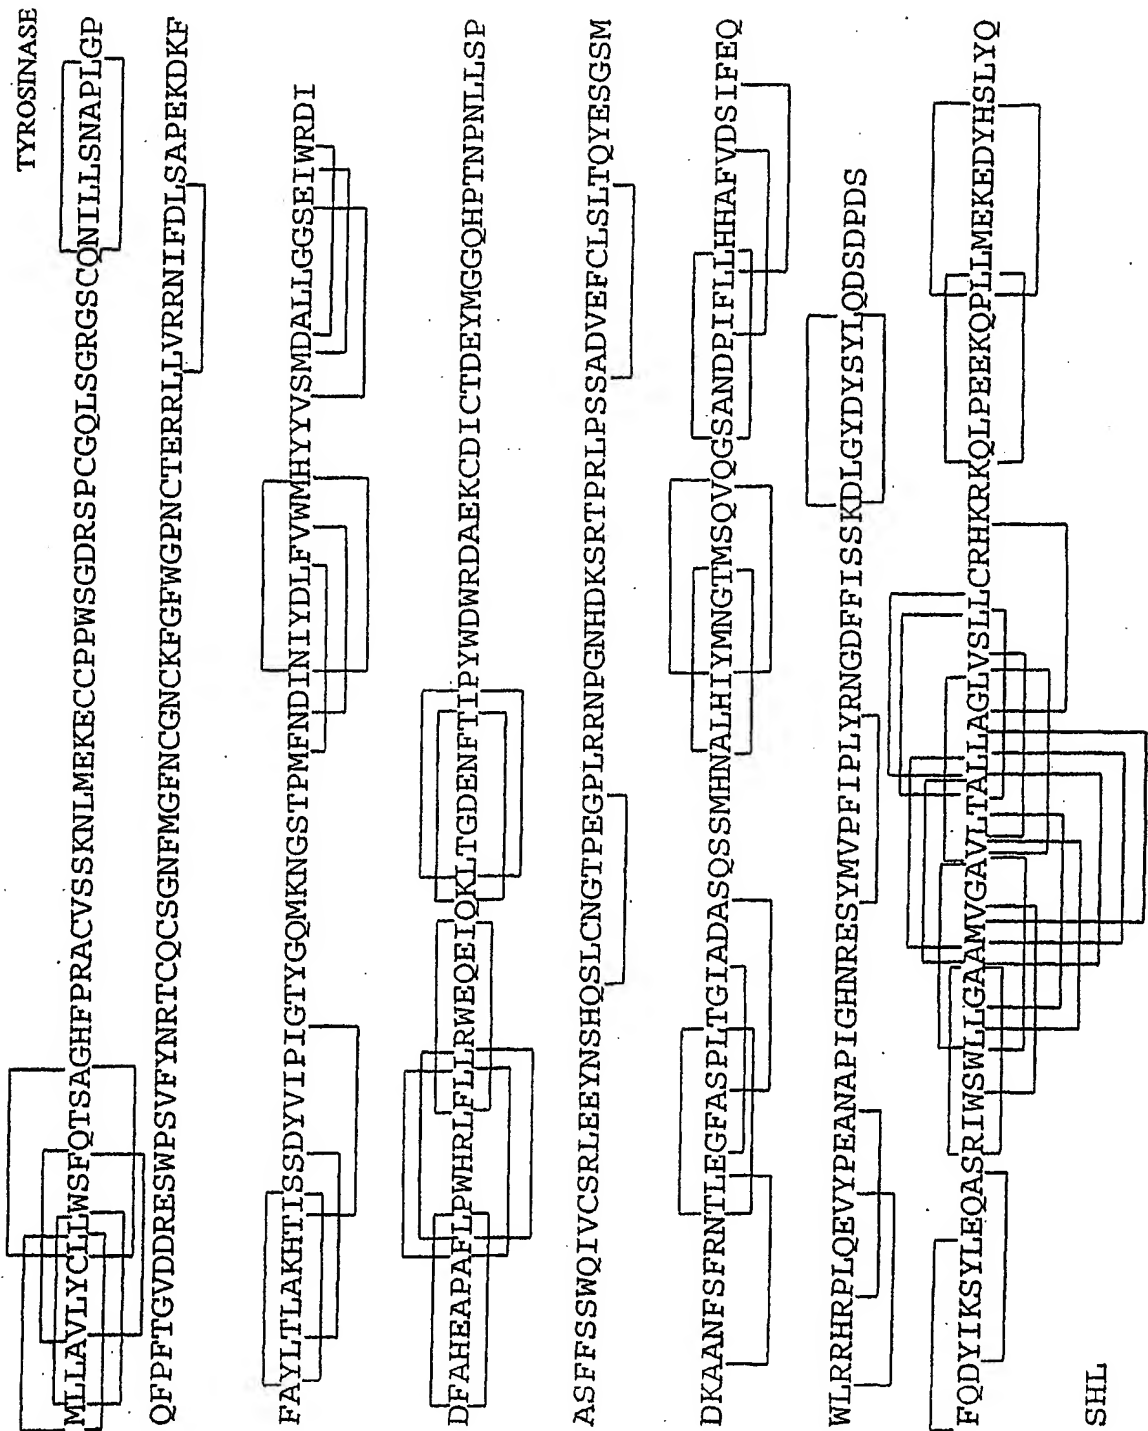 TYROSINASE
MLLAVLYCLLWSFQTSAGHFPRACVSSKNLMEKECCPPWSGDRSPCGQLSGRGSCQNILLSNAPLGP
QFPFTGVDDRESWPSVFYNRTCQCSGNFMGFNCGNCKFGFWGPNCTERRLLVRRNIFDLSAPEKDKF
FAYLTLAKHTISSDYVIPIGTYGQMKNGSTPMFNDINIYDLFVWMHYYVSMDALLGGSEIWRDI
DFAHEAPAFLPWHRLFLLRWEQEIQKLTGDENFTIPYWDWRDAEKCDICTDEYMGGQHPTNPNLLSP
ASFFSSWQIVCSRLEEYNSHQSLCNGTPEGPLRRNPGNHDKSRTPRLPSSADVEFCLSLTQYESGSM
DKAANFSFRNTLEGFASPLTGIADASQSSMHNALHIYMNGTMSQVQGSANDPIFLLHHAFVDSIFEQ
WLRRHRPLQEVYPEANAPIGHNRESYMVPFIPLYRNGDFFISSKDLGYDYSYLQDSDPDS
FQDYIKSYLEQASRIWSWLLGAAMVGAVLTALLAGLVSLLCRHKRKQLPEEKQPLLMEKEDYHSLYQ
SHL